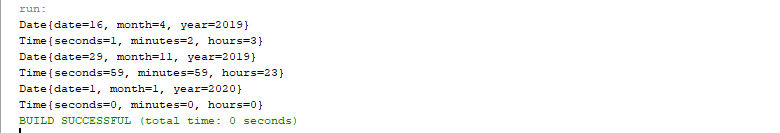 run:
Date{date=16, month=4, year=2019}
Time{seconds=1, minutes=2, hours=3}
Date{date=29, month=11, year=2019}
Time{seconds=59, minutes=59, hours=23}
Date{date=1, month=1, year=2020}
Time{seconds=0, minutes=0, hours=0}
BUILD SUCCESSFUL (total time: 0 seconds)